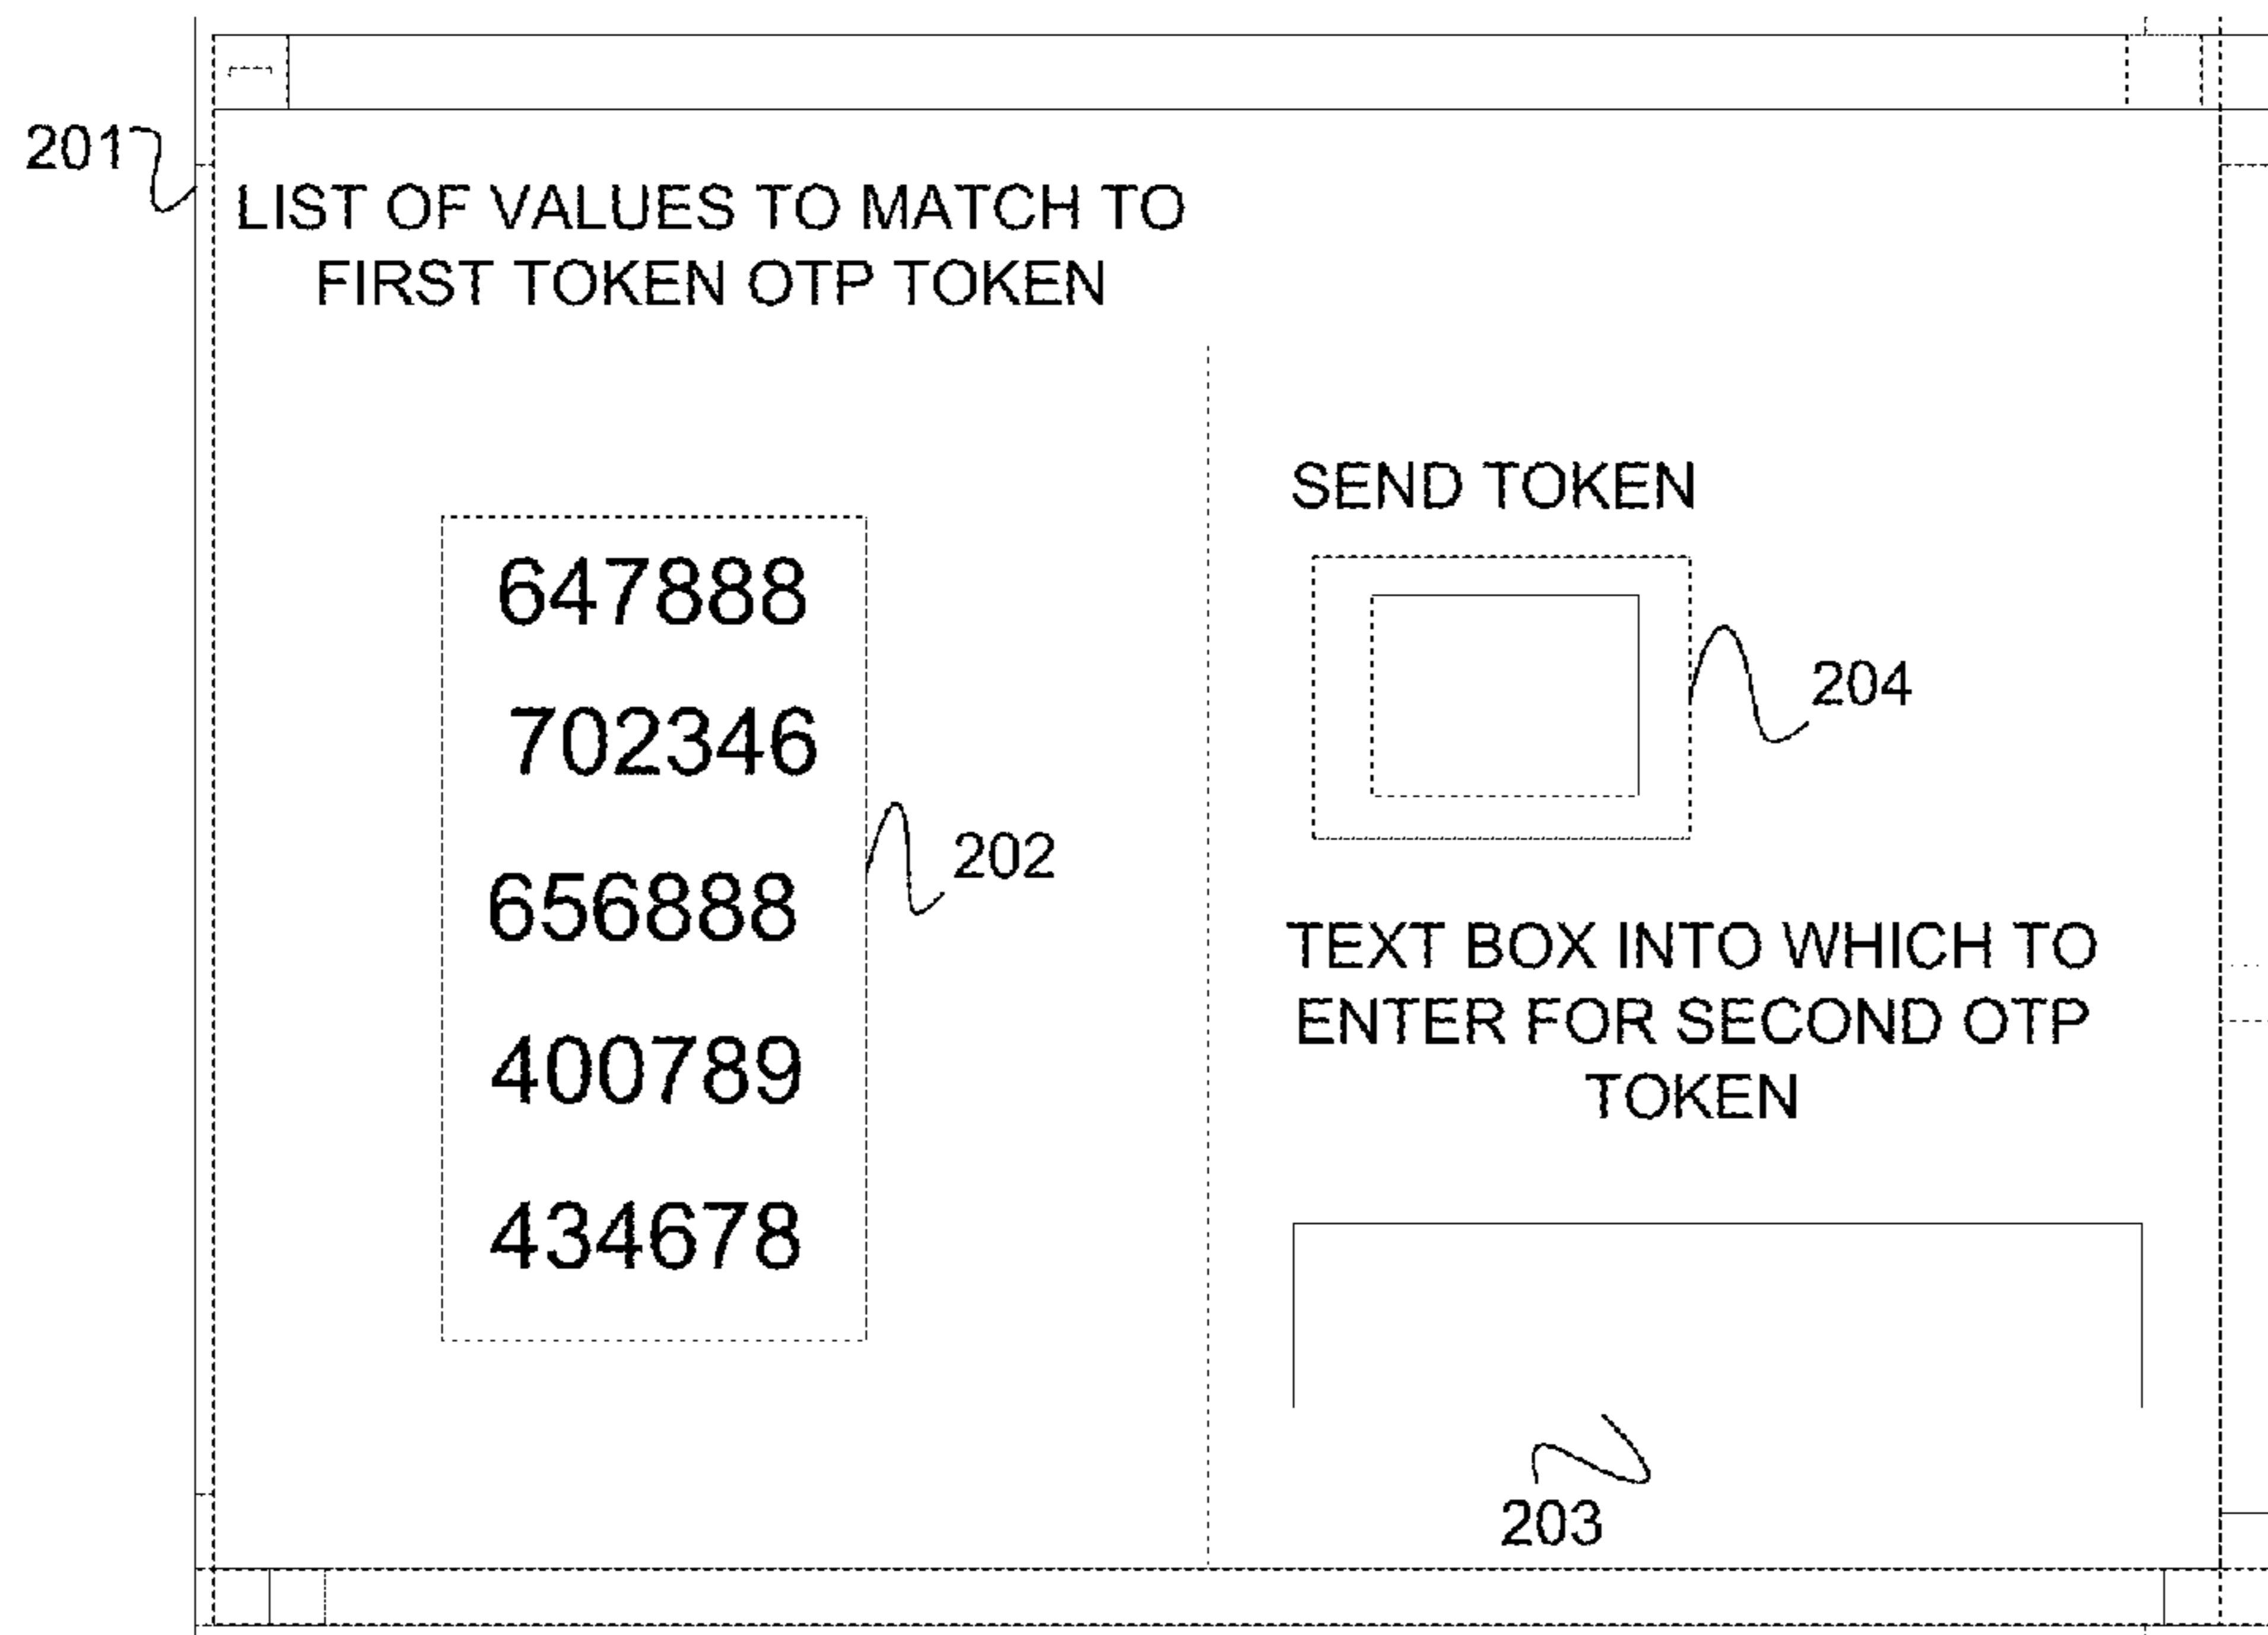 201
LIST OF VALUES TO MATCH TO
FIRST TOKEN OTP TOKEN
647888
702346
656888
400789
434678
202
SEND TOKEN
204
TEXT BOX INTO WHICH TO
ENTER FOR SECOND OTP
TOKEN
203